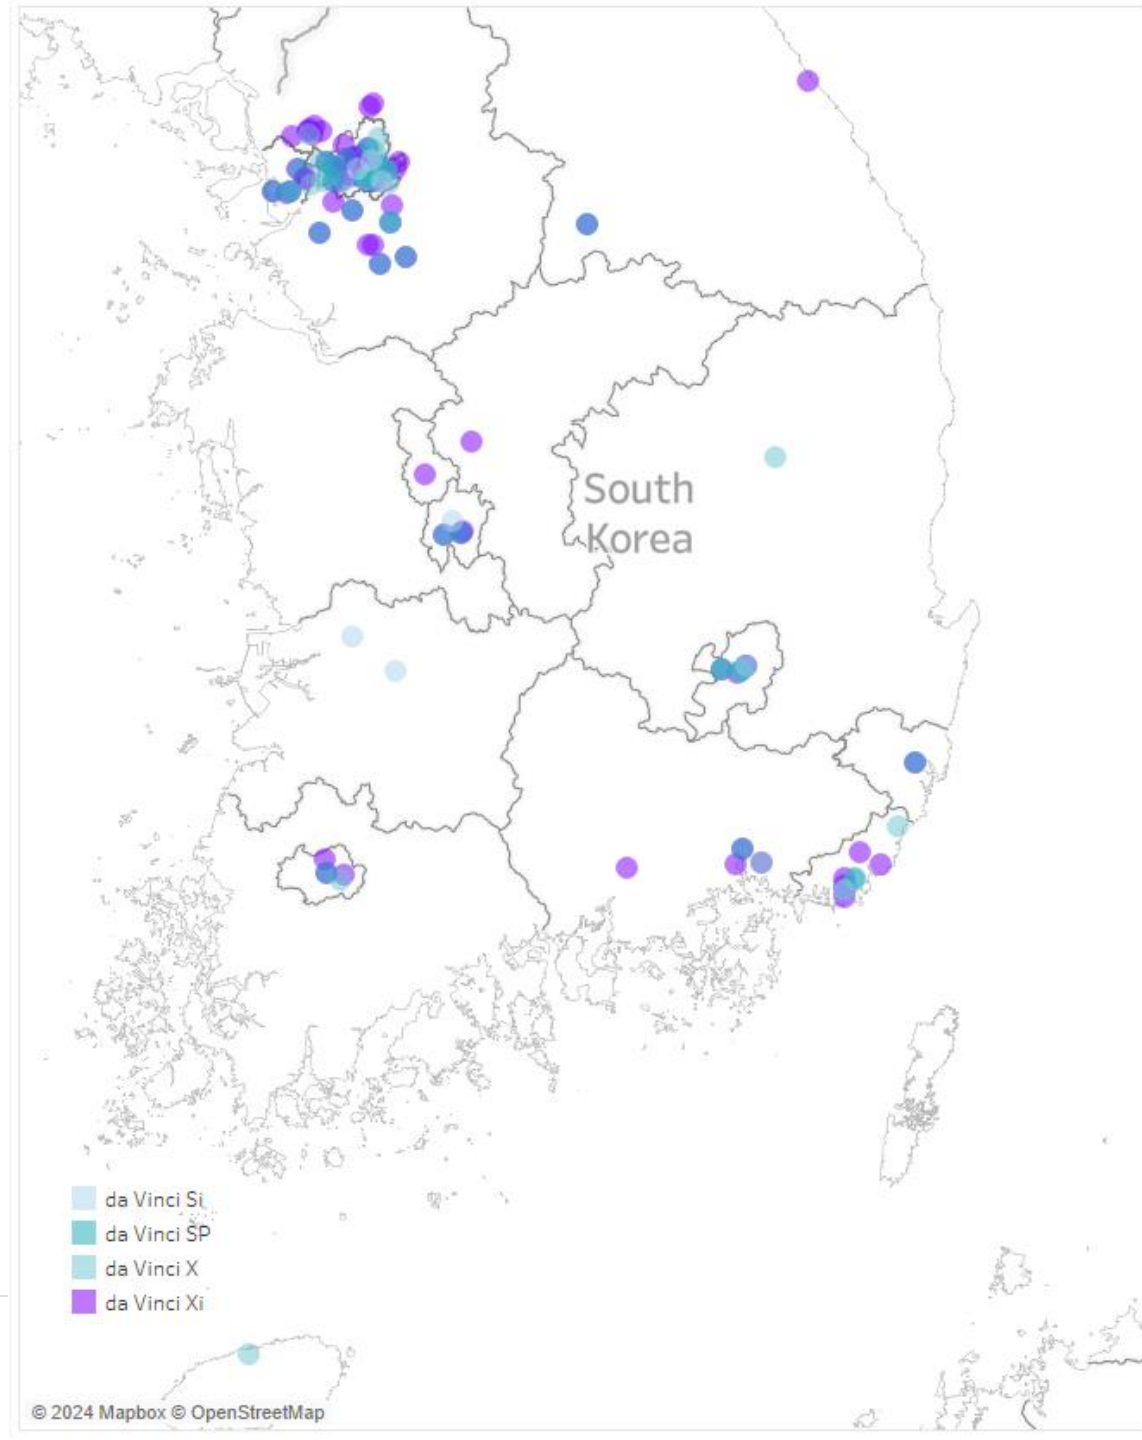 South
Korea
da Vinci Si
da Vinci SP
da Vinci X
da Vinci Xi
© 2024 Mapbox © OpenStreetMap